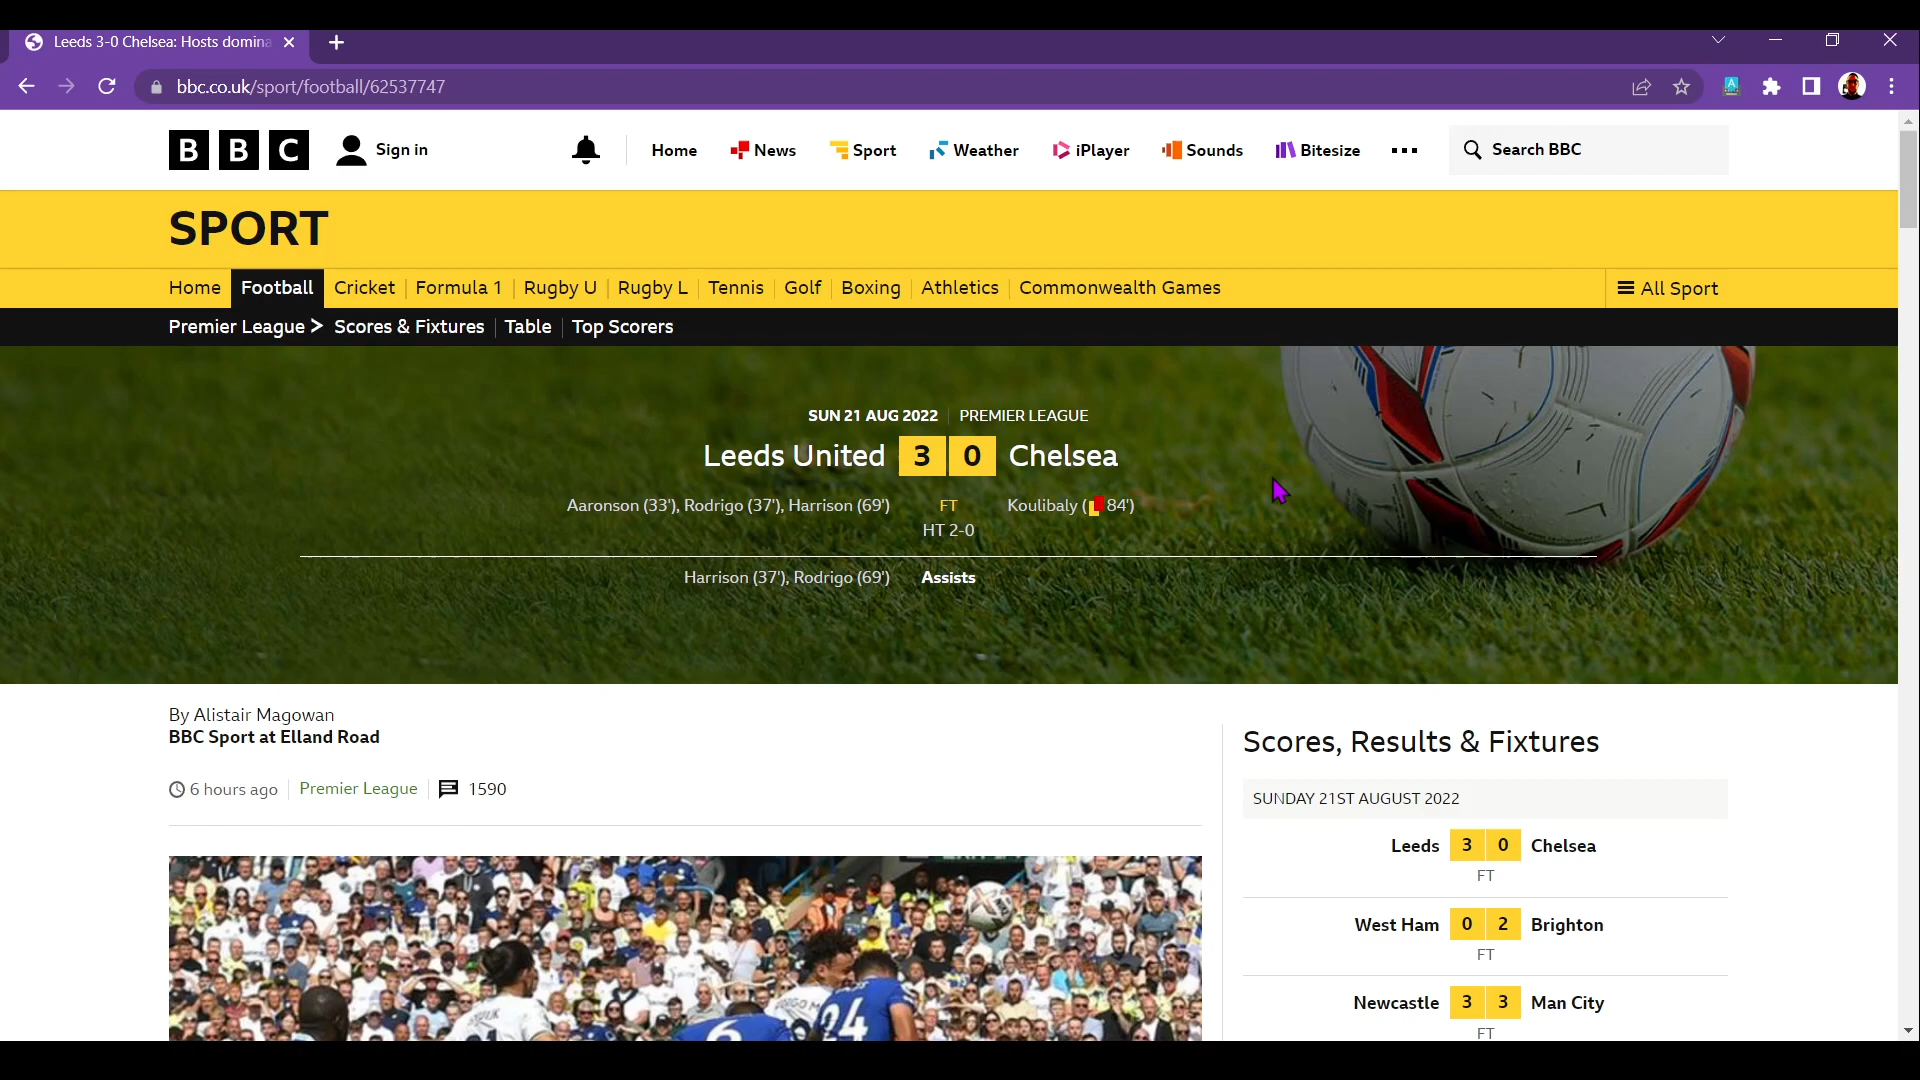 Leeds 3-0 Chelsea: Hosts domina
bbc.co.uk/sport/football/62537747
BBC Sign in Home News Sport Weather iPlayer Sounds Bitesize Search BBC
SPORT
Home Football Cricket Formula 1 Rugby U Rugby L Tennis Golf Boxing Athletics Commonwealth Games All Sport
Premier League Scores & Fixtures Table Top Scorers
SUN 21 AUG 2022 PREMIER LEAGUE
Leeds United 3 0 Chelsea
Aaronson (33'), Rodrigo (37'), Harrison (69') FT Koulibaly (84')
HT 2-0
Harrison (37'), Rodrigo (69') Assists
By Alistair Magowan
BBC Sport at Elland Road
6 hours ago Premier League 1590
24
6
Scores, Results & Fixtures
SUNDAY 21ST AUGUST 2022
Leeds 3 0 Chelsea
FT
West Ham 0 2 Brighton
FT
Newcastle 3 3 Man City
FT